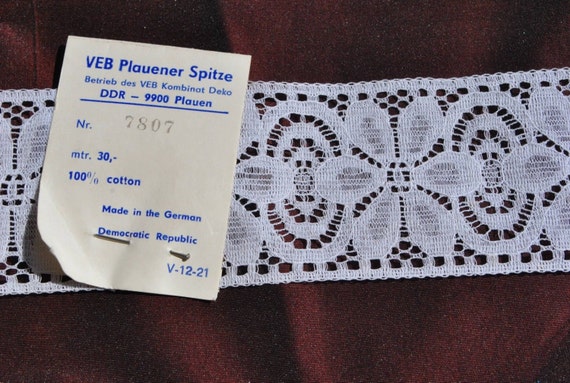 VEB Plauener Spitze
Betrieb des VEB Kombinat Deko
DDR — 9900 Plauen
Nr. 7807
mtr. 30,-
100% cotton
Made in the German
Democratic Republic
V-12-21